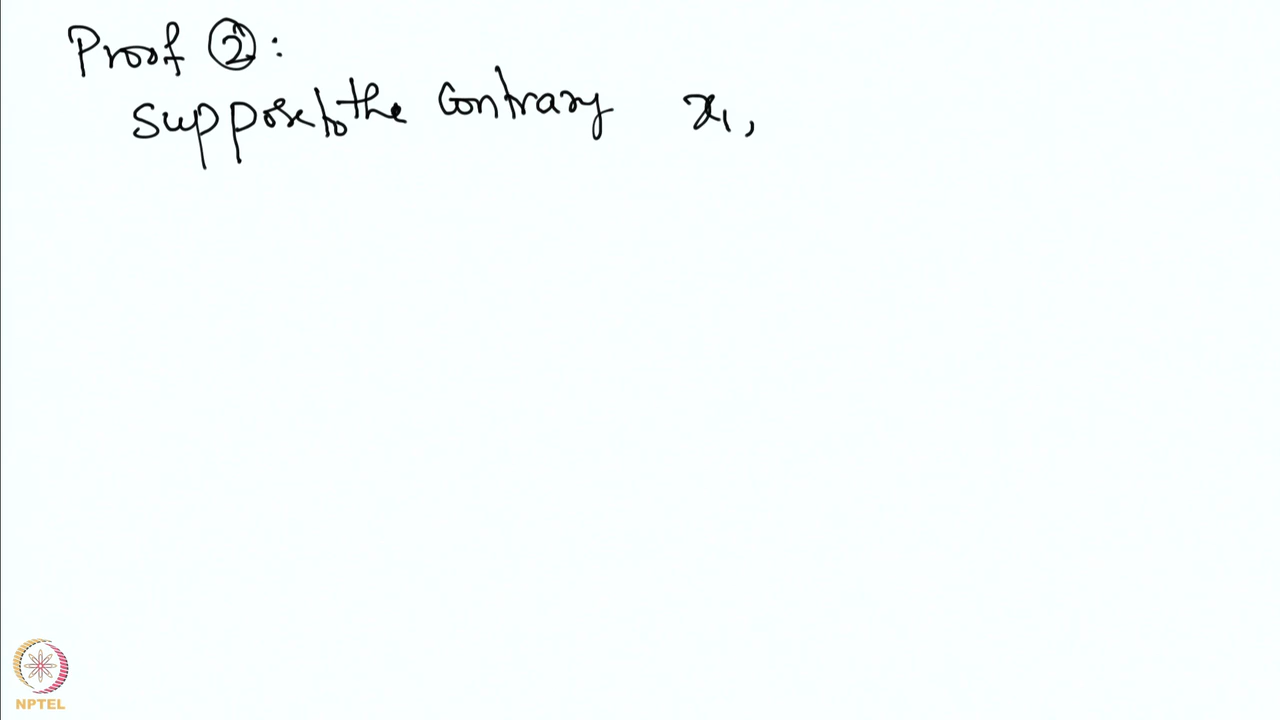 Proof ② :
Suppose to the Contrary x₁ ,
NPTEL